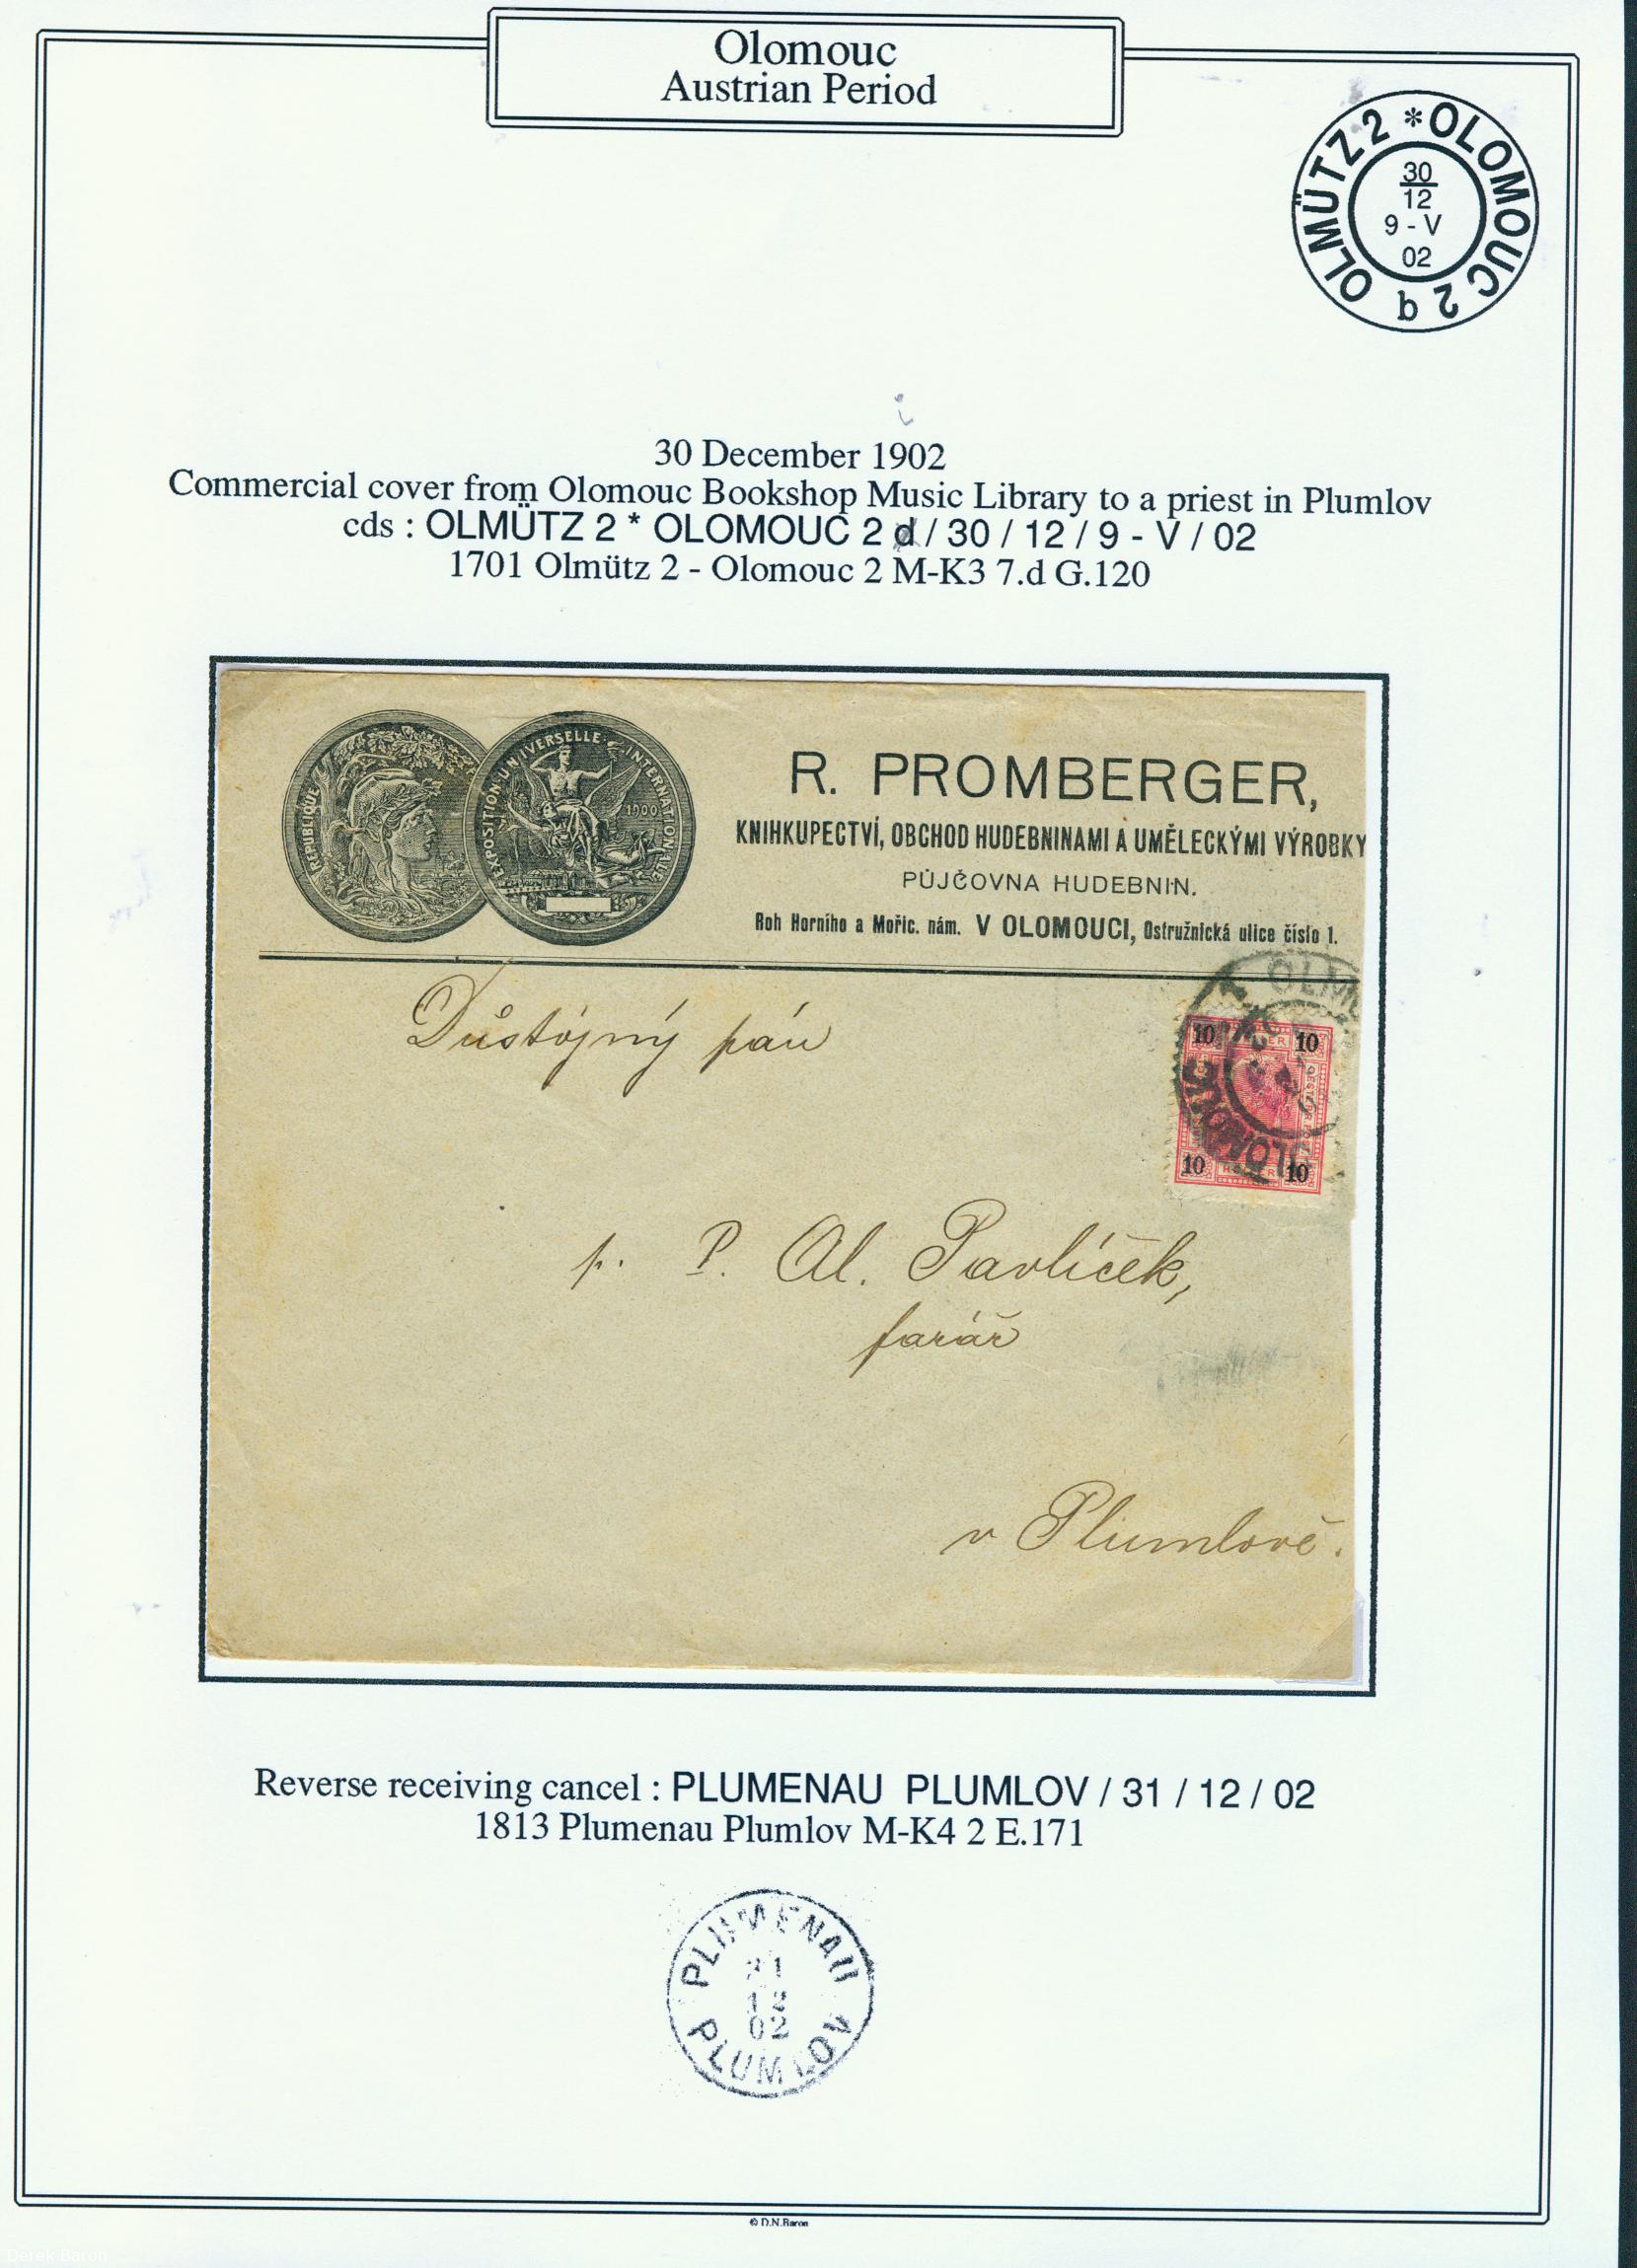 Olomouc
Austrian Period
OLMÜTZ 2 * OLOMOUC 2 d
30
12
9 - V
02
30 December 1902
Commercial cover from Olomouc Bookshop Music Library to a priest in Plumlov
cds : OLMÜTZ 2 * OLOMOUC 2 d / 30 / 12 / 9 - V / 02
1701 Olmütz 2 - Olomouc 2 M-K3 7.d G.120
REPUBLIQUE
EXPOSITION UNIVERSELLE INTERNATIONALE
1900
R. PROMBERGER,
KNIHKUPECTVÍ, OBCHOD HUDEBNINAMI A UMĚLECKÝMI VÝROBKY
PŮJČOVNA HUDEBNIN.
Roh Horního a Mořic. nám. V OLOMOUCI, Ostružnická ulice číslo 1.
Důstojný pán
10 10
10 10
p. P. Al. Pavlíček,
farář
v Plumlově.
Reverse receiving cancel : PLUMENAU PLUMLOV / 31 / 12 / 02
1813 Plumenau Plumlov M-K4 2 E.171
PLUMENAU
31
12
02
PLUMLOV
© D.N.Baron
Derek Baron